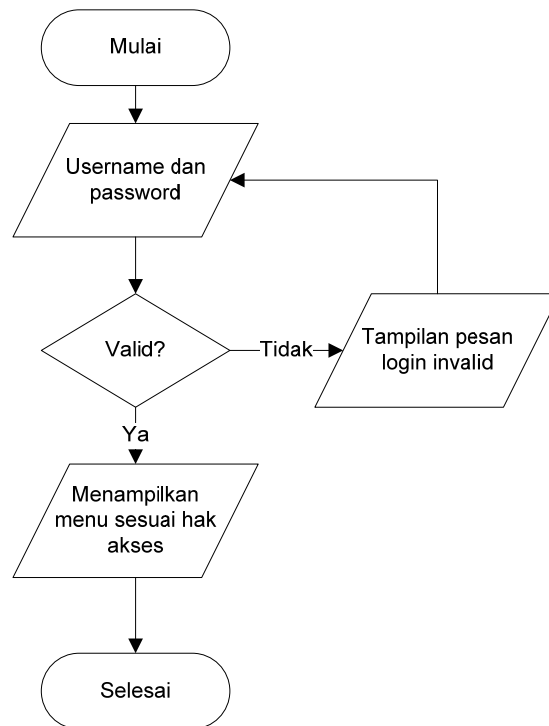 Mulai
Username dan
password
Valid?
Tidak
Tampilan pesan
login invalid
Ya
Menampilkan
menu sesuai hak
akses
Selesai